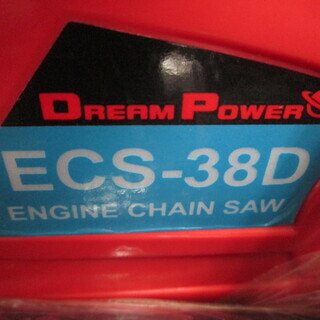 DREAM POWER
ECS-38D
ENGINE CHAIN SAW